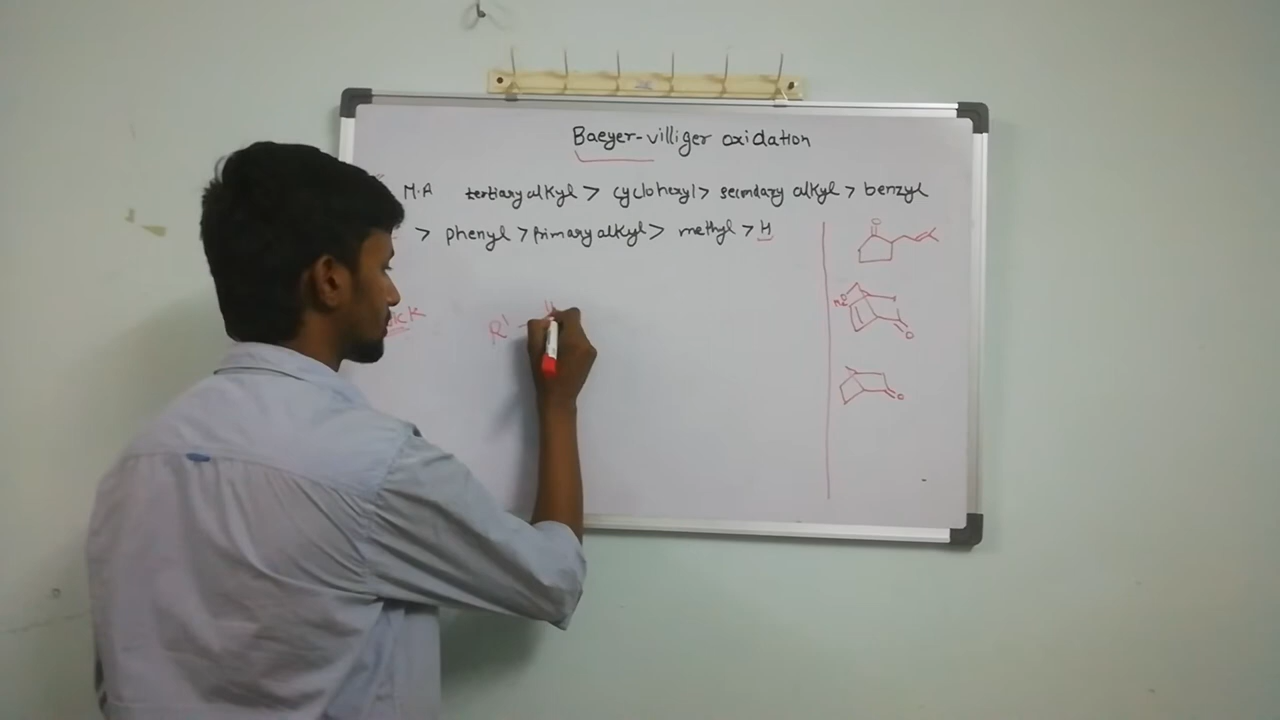 Baeyer-villiger oxidation
M.A tertiary alkyl > cyclohexyl > secondary alkyl > benzyl
> phenyl > primary alkyl > methyl > H
R'
O
O
O